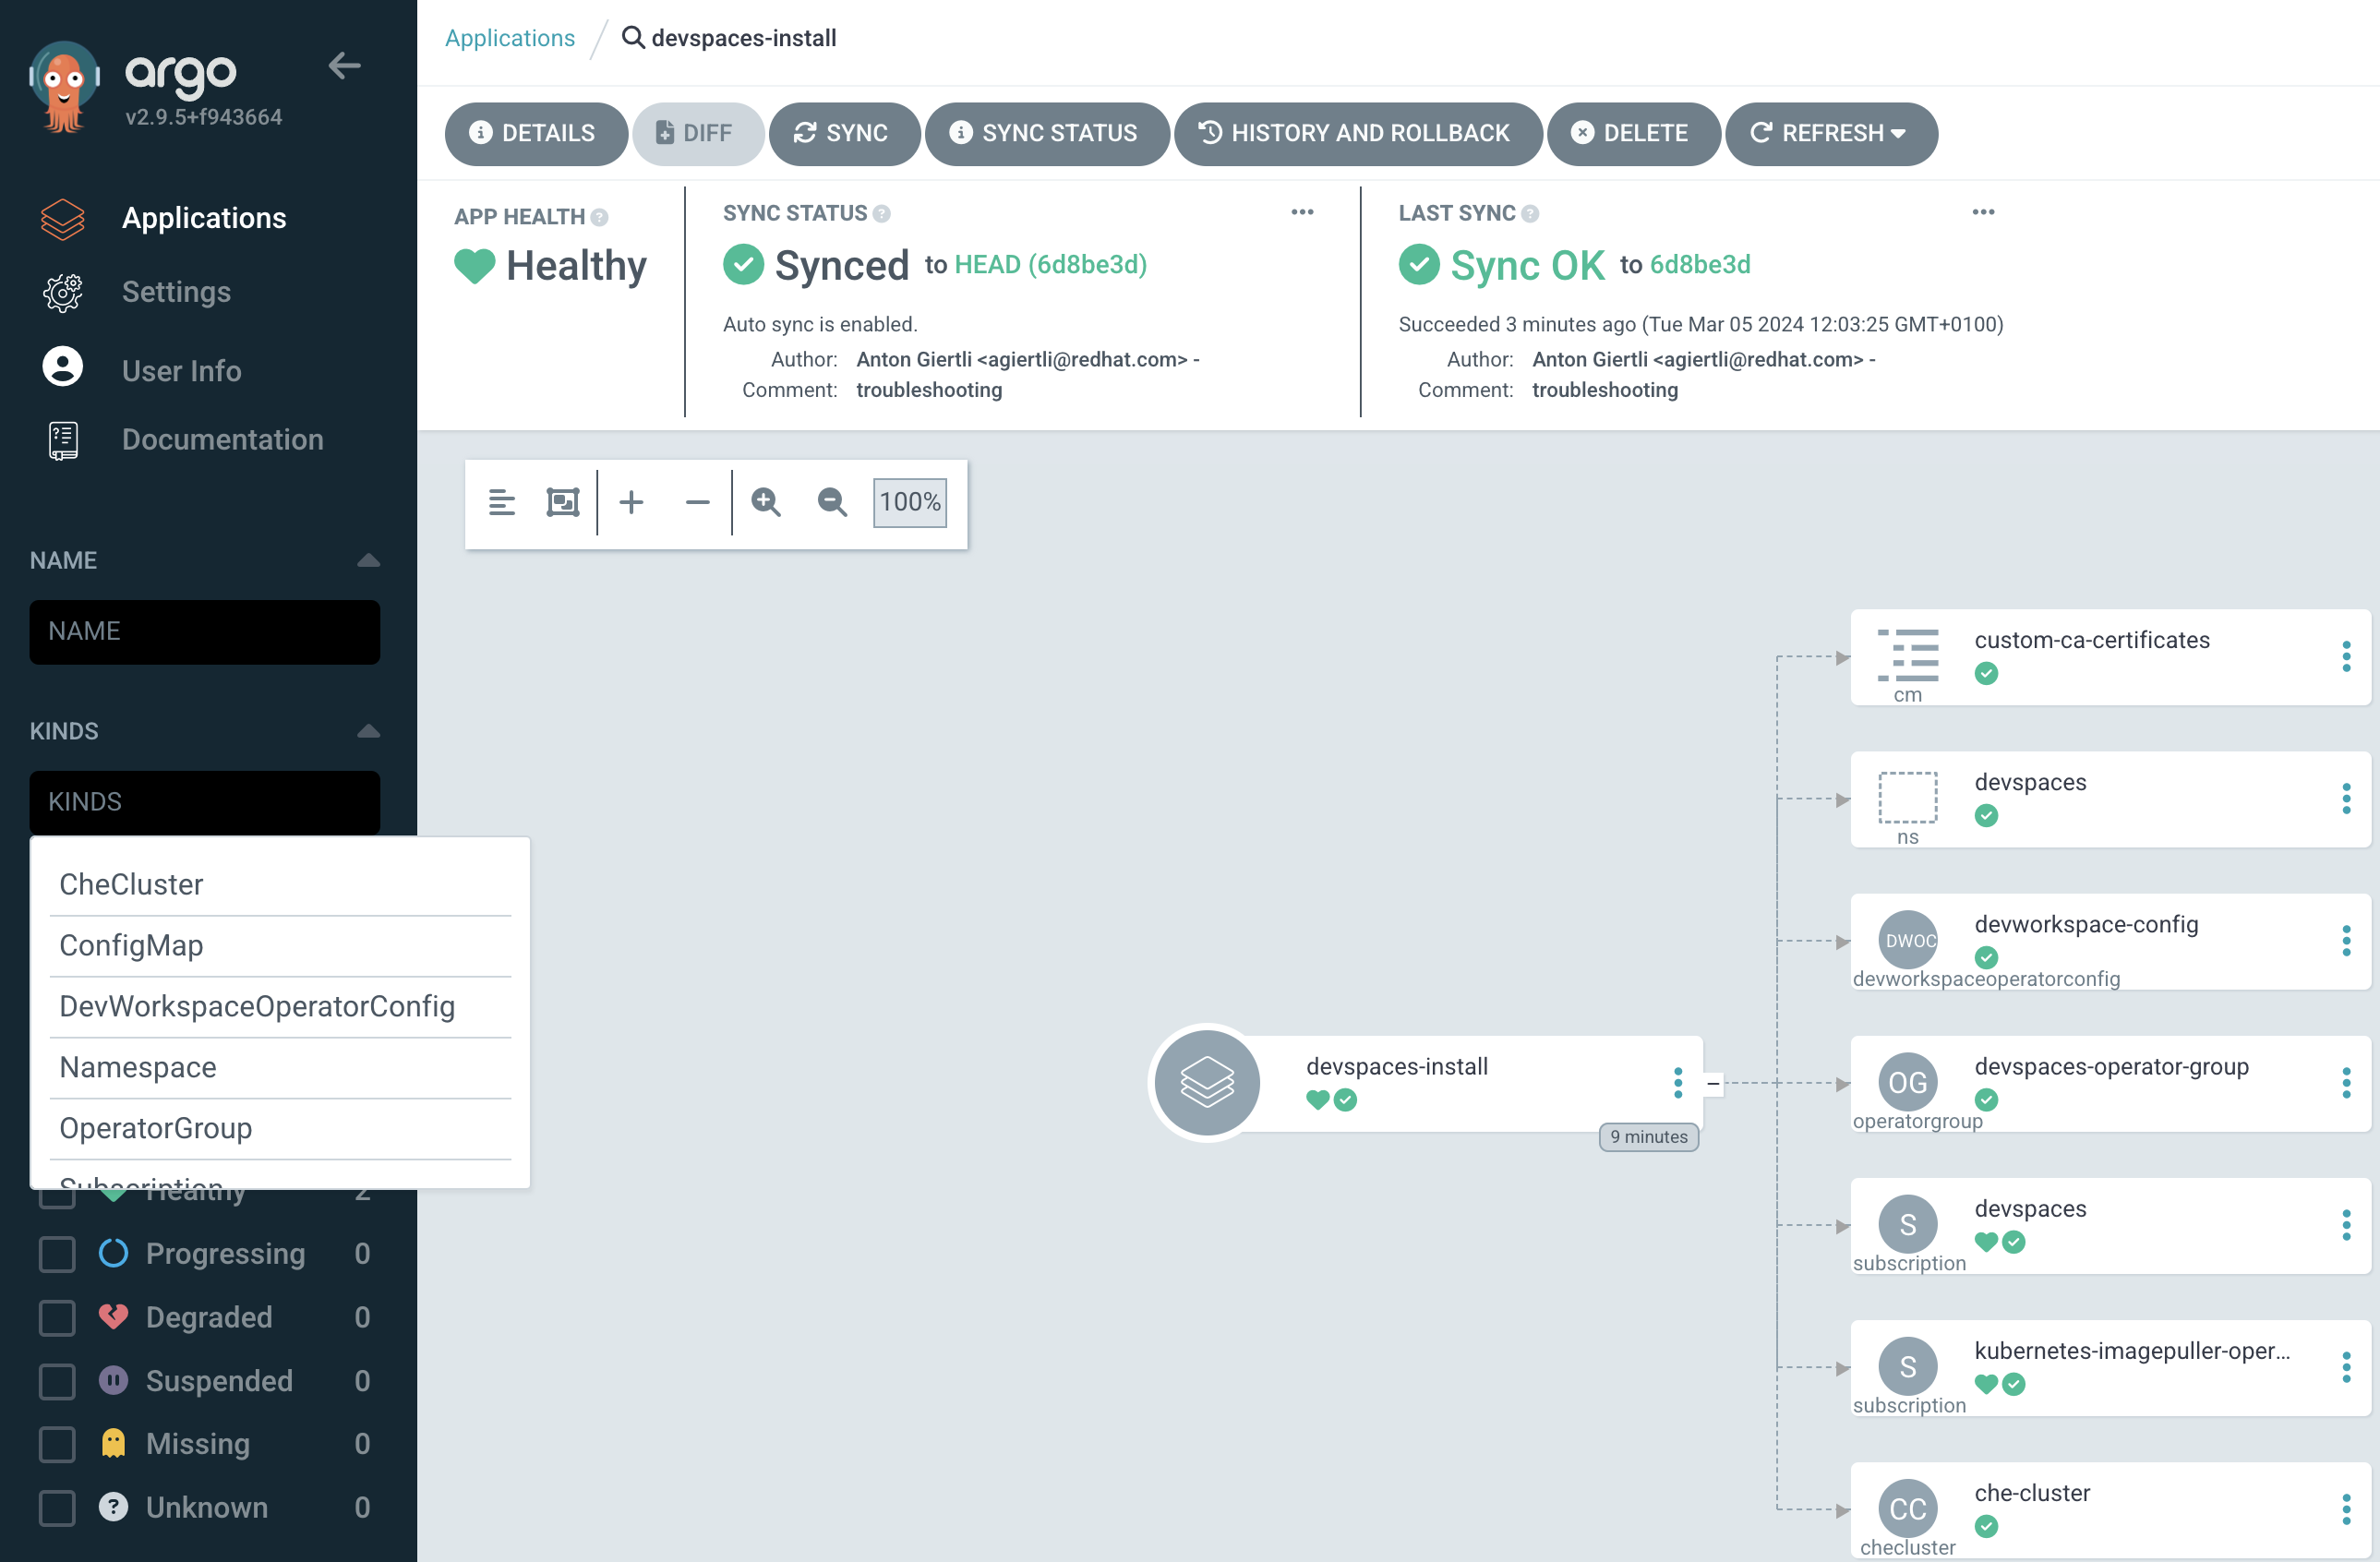 argo
v2.9.5+f943664
Applications
Settings
User Info
Documentation
NAME
NAME
KINDS
KINDS
CheCluster
ConfigMap
DevWorkspaceOperatorConfig
Namespace
OperatorGroup
Subscription
Healthy 2
Progressing 0
Degraded 0
Suspended 0
Missing 0
Unknown 0
Applications / devspaces-install
DETAILS DIFF SYNC SYNC STATUS HISTORY AND ROLLBACK DELETE REFRESH
APP HEALTH
Healthy
SYNC STATUS
Synced to HEAD (6d8be3d)
Auto sync is enabled.
Author: Anton Giertli <agiertli@redhat.com> -
Comment: troubleshooting
LAST SYNC
Sync OK to 6d8be3d
Succeeded 3 minutes ago (Tue Mar 05 2024 12:03:25 GMT+0100)
Author: Anton Giertli <agiertli@redhat.com> -
Comment: troubleshooting
100%
devspaces-install
9 minutes
custom-ca-certificates
cm
devspaces
ns
devworkspace-config
DWOC
devworkspaceoperatorconfig
devspaces-operator-group
OG
operatorgroup
devspaces
S
subscription
kubernetes-imagepuller-oper...
S
subscription
che-cluster
CC
checluster